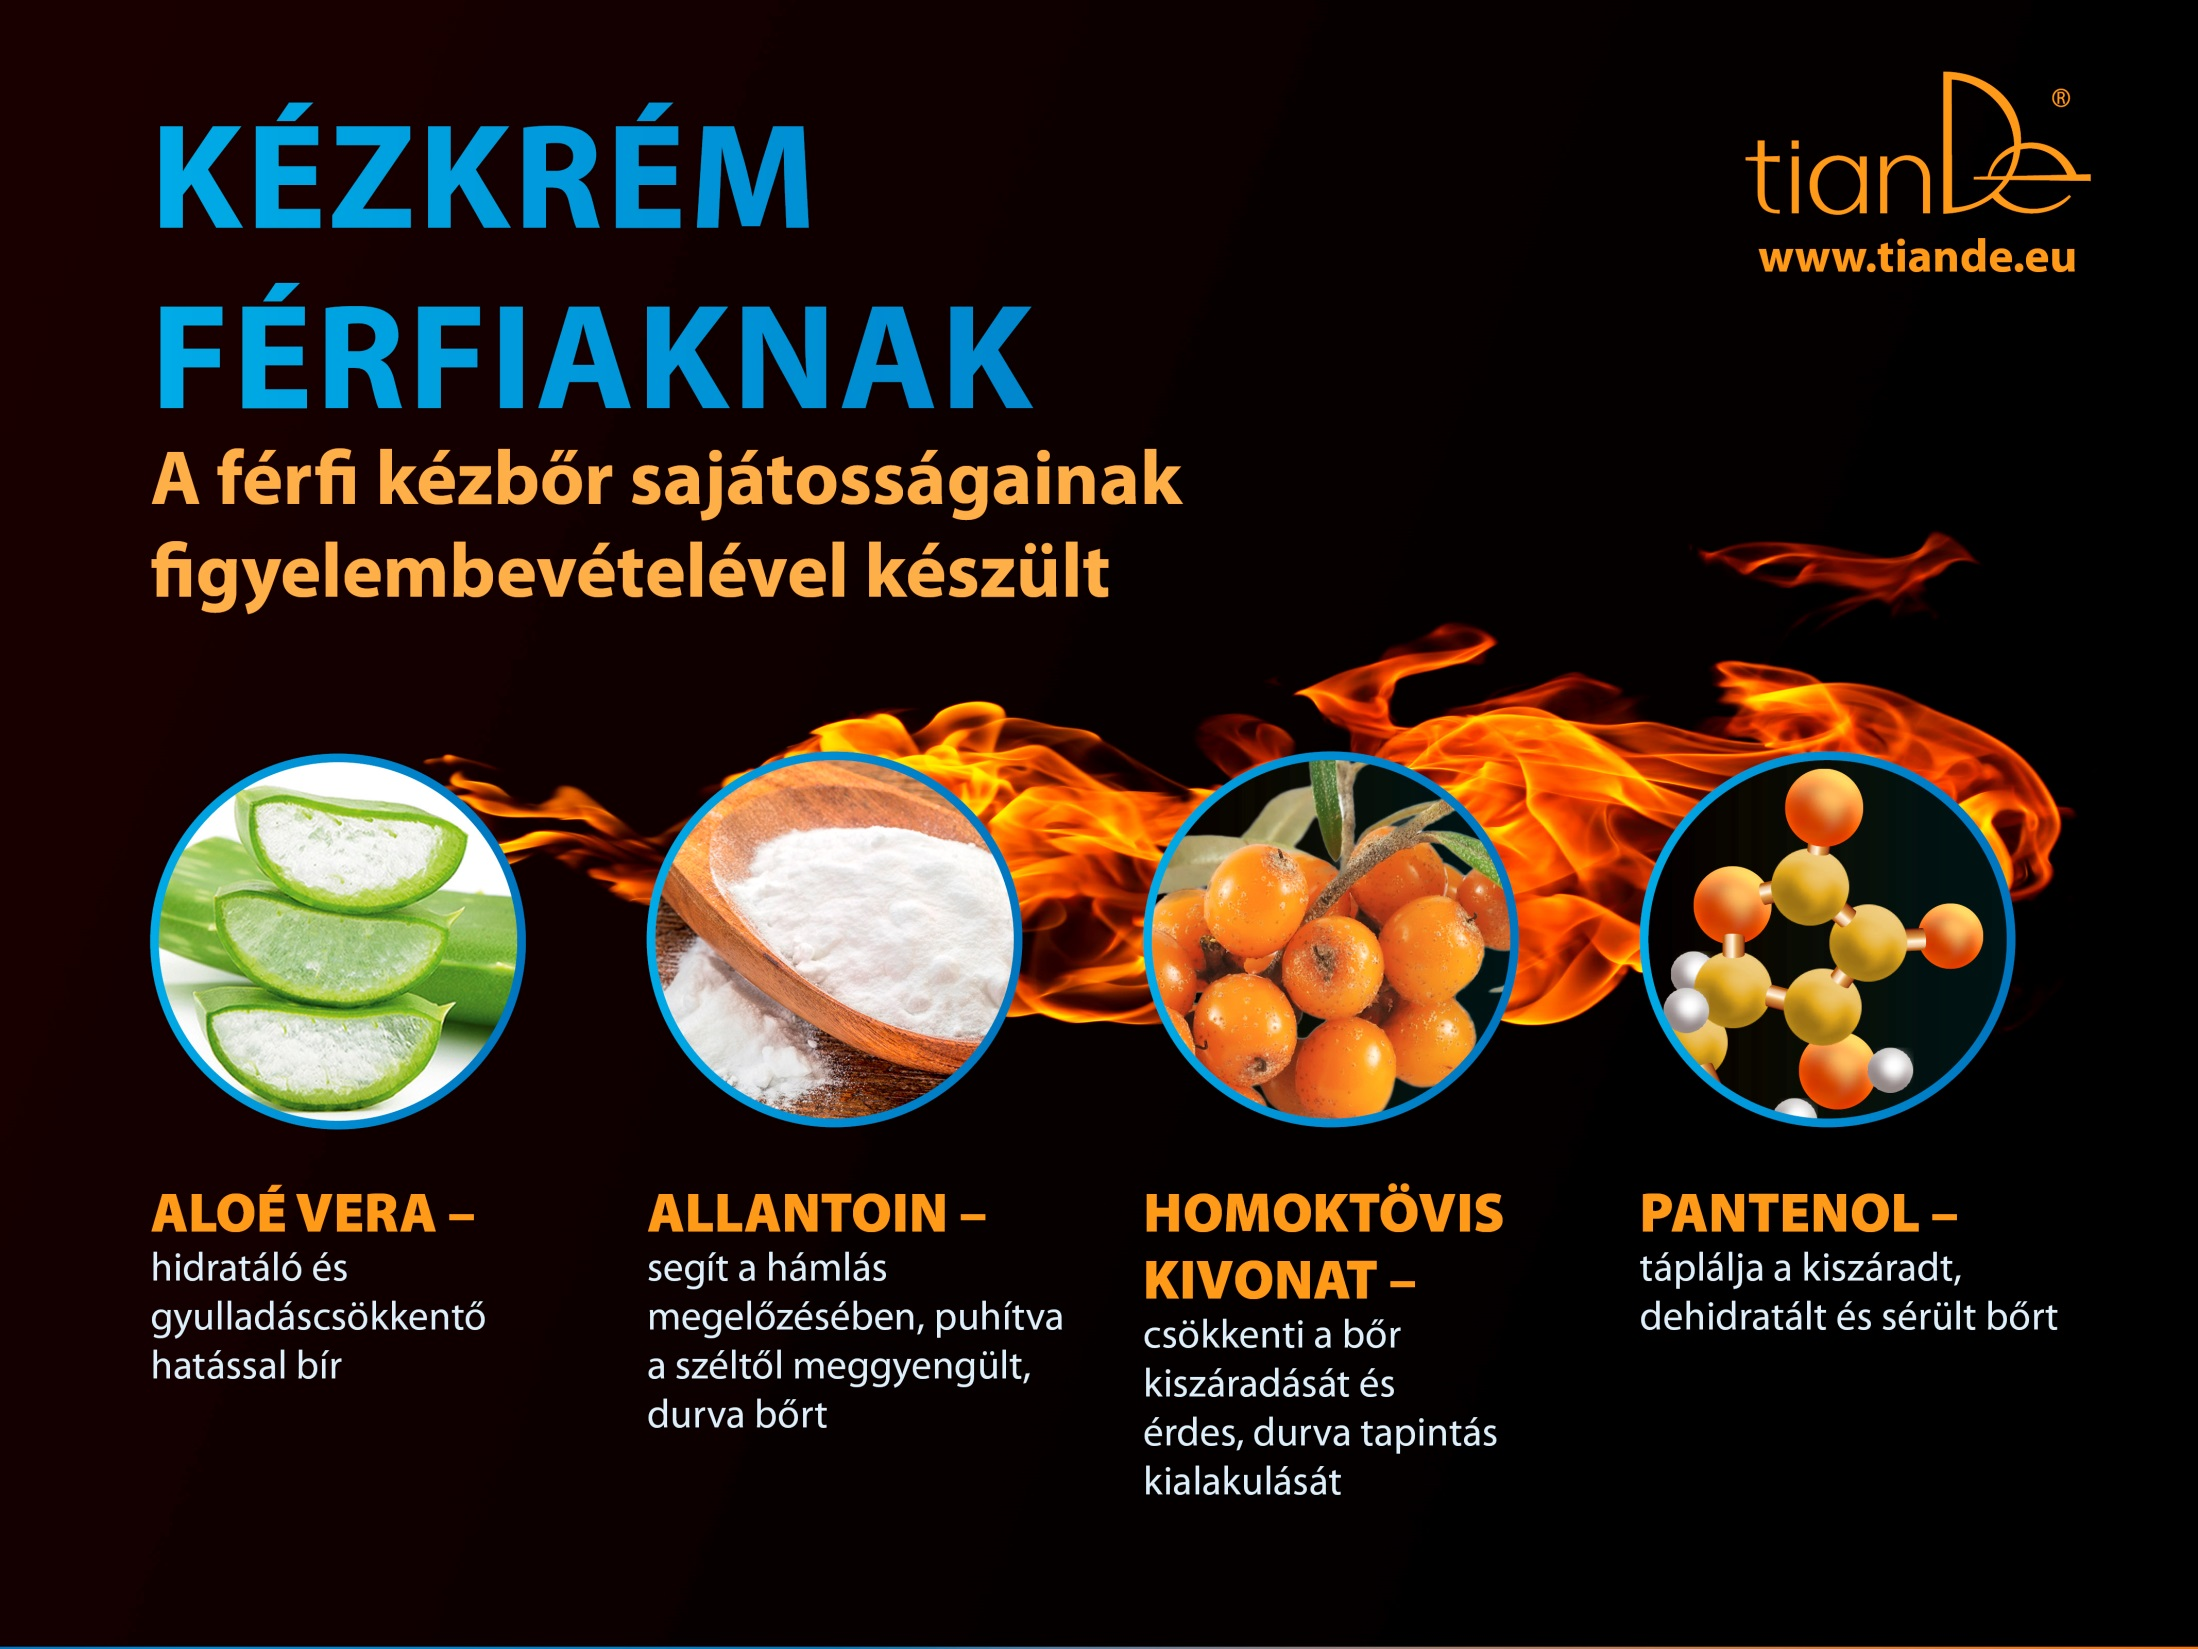 KÉZKRÉM
FÉRFIAKNAK
A férfi kézbőr sajátosságainak
figyelembevételével készült
tianDe®
www.tiande.eu
ALOÉ VERA –
hidratáló és
gyulladáscsökkentő
hatással bír
ALLANTOIN –
segít a hámlás
megelőzésében, puhítva
a széltől meggyengült,
durva bőrt
HOMOKTÖVIS
KIVONAT –
csökkenti a bőr
kiszáradását és
érdes, durva tapintás
kialakulását
PANTENOL –
táplálja a kiszáradt,
dehidratált és sérült bőrt